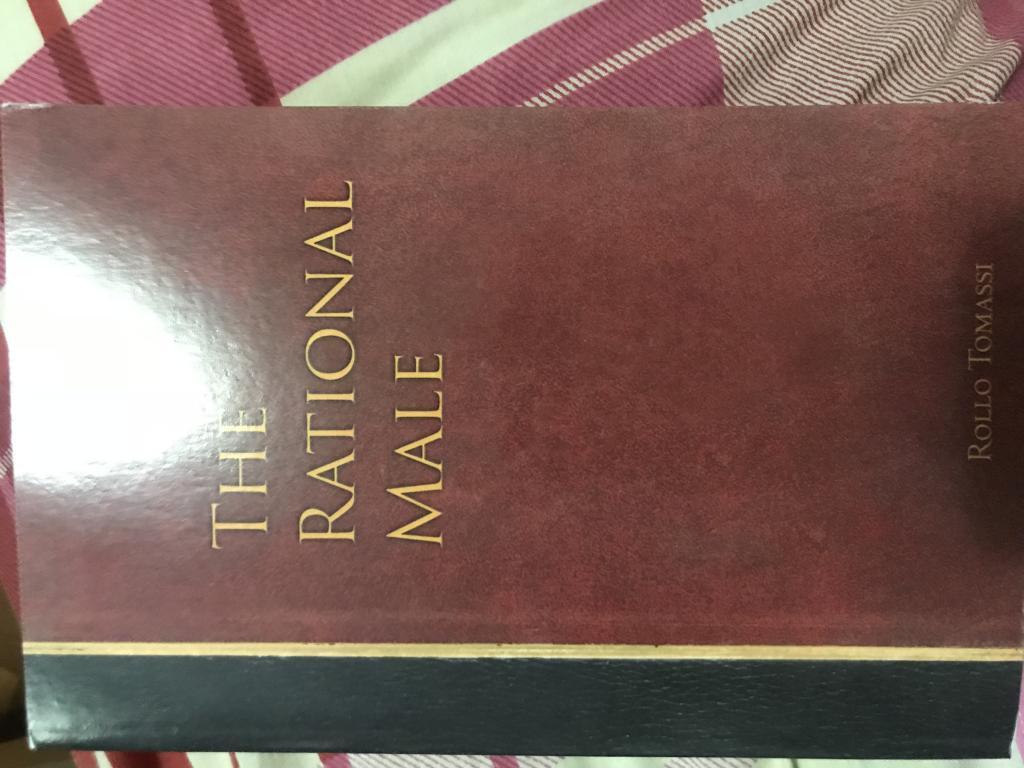 THE
RATIONAL
MALE
ROLLO TOMASSI